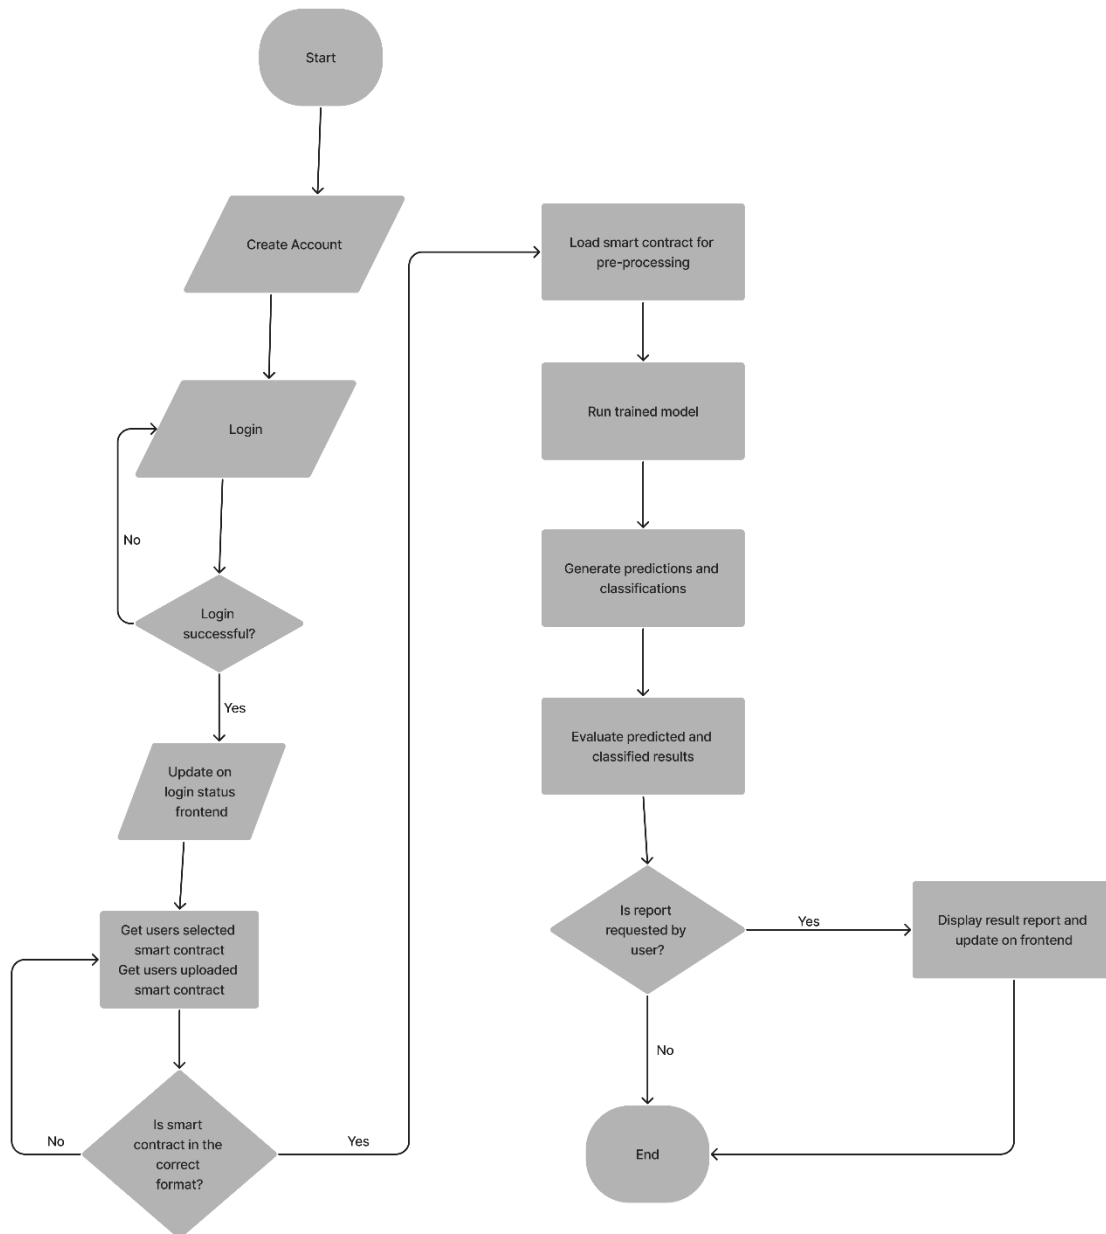 Start
Create Account
Login
No
Login
successful?
Yes
Update on
login status
frontend
Get users selected
smart contract
Get users uploaded
smart contract
Is smart
contract in the
correct
format?
No
Yes
Load smart contract for
pre-processing
Run trained model
Generate predictions and
classifications
Evaluate predicted and
classified results
Is report
requested by
user?
Yes
Display result report and
update on frontend
No
End